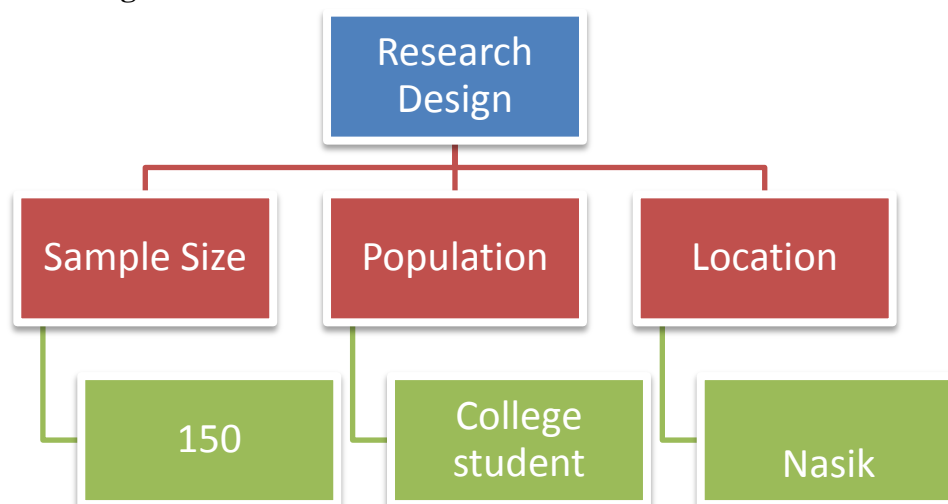 Research
Design
Sample Size
Population
Location
150
College
student
Nasik